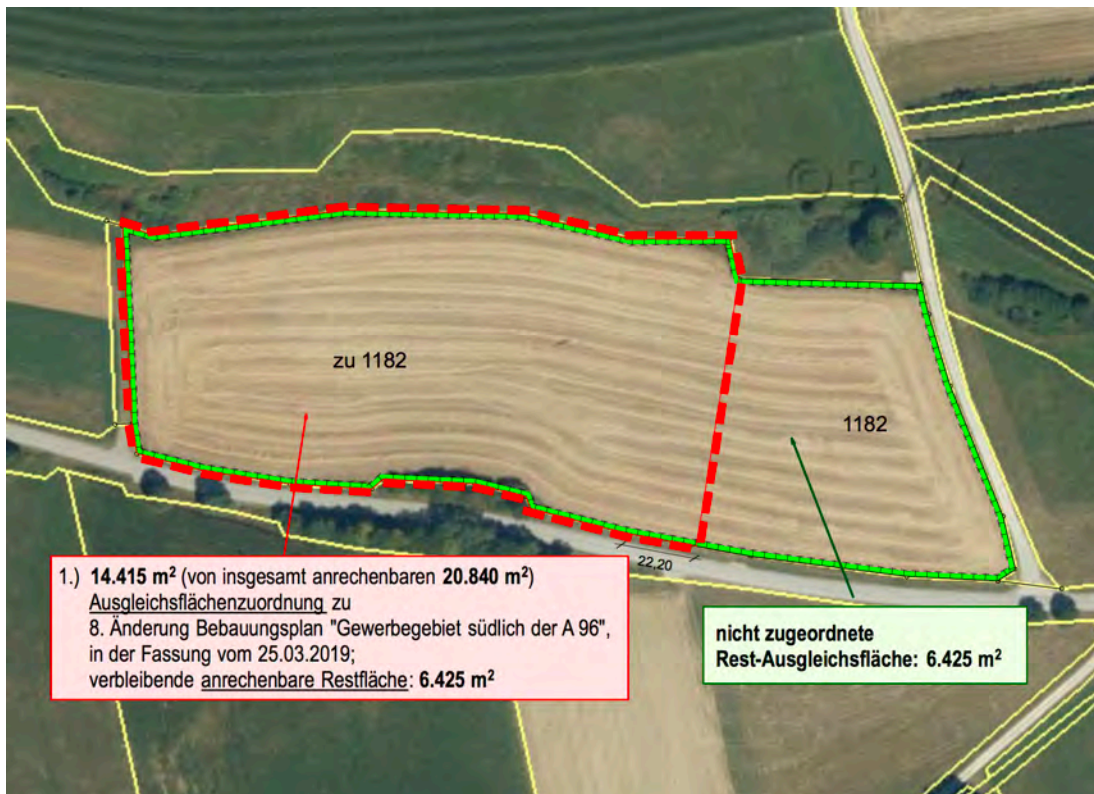 zu 1182
1182
22,20
1.) 14.415 m² (von insgesamt anrechenbaren 20.840 m²)
Ausgleichsflächenzuordnung zu
8. Änderung Bebauungsplan "Gewerbegebiet südlich der A 96",
in der Fassung vom 25.03.2019;
verbleibende anrechenbare Restfläche: 6.425 m²
nicht zugeordnete
Rest-Ausgleichsfläche: 6.425 m²